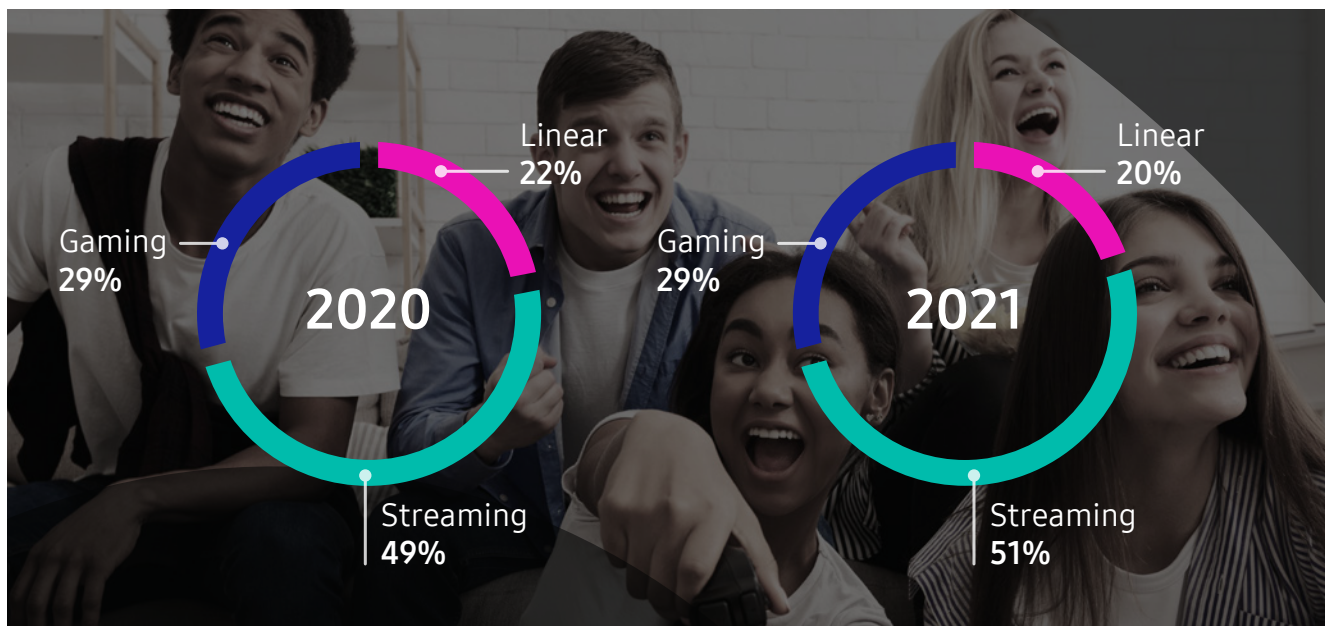 Linear
22%
Gaming
29%
2020
Streaming
49%
Linear
20%
Gaming
29%
2021
Streaming
51%